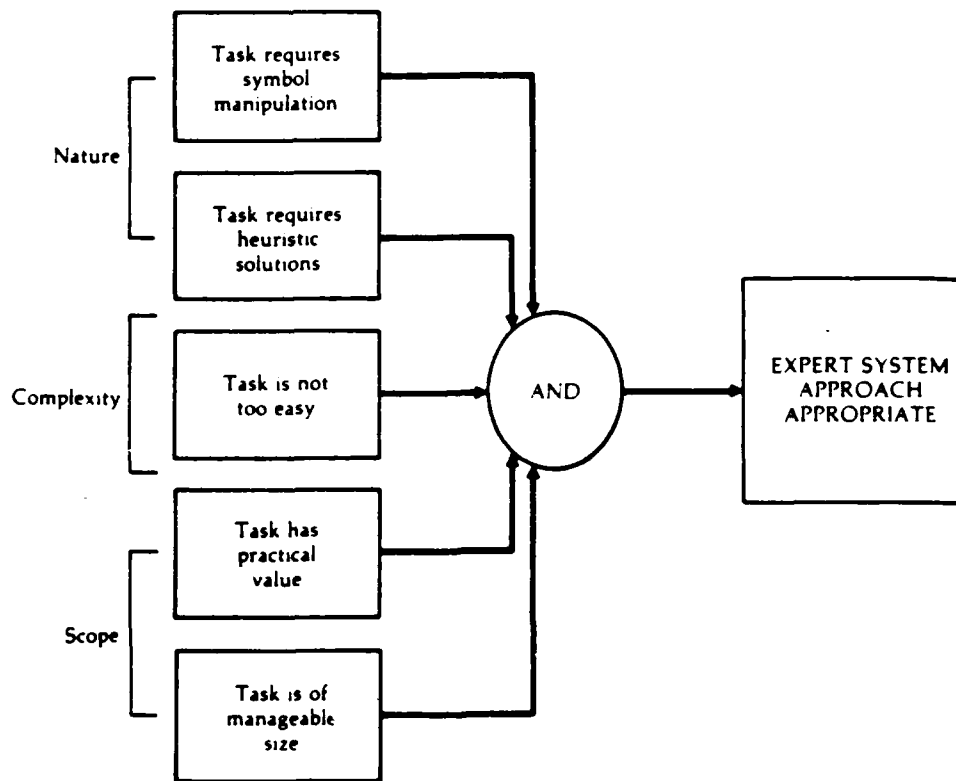 Nature
Task requires
symbol
manipulation
Task requires
heuristic
solutions
Complexity
Task is not
too easy
Scope
Task has
practical
value
Task is of
manageable
size
AND
EXPERT SYSTEM
APPROACH
APPROPRIATE